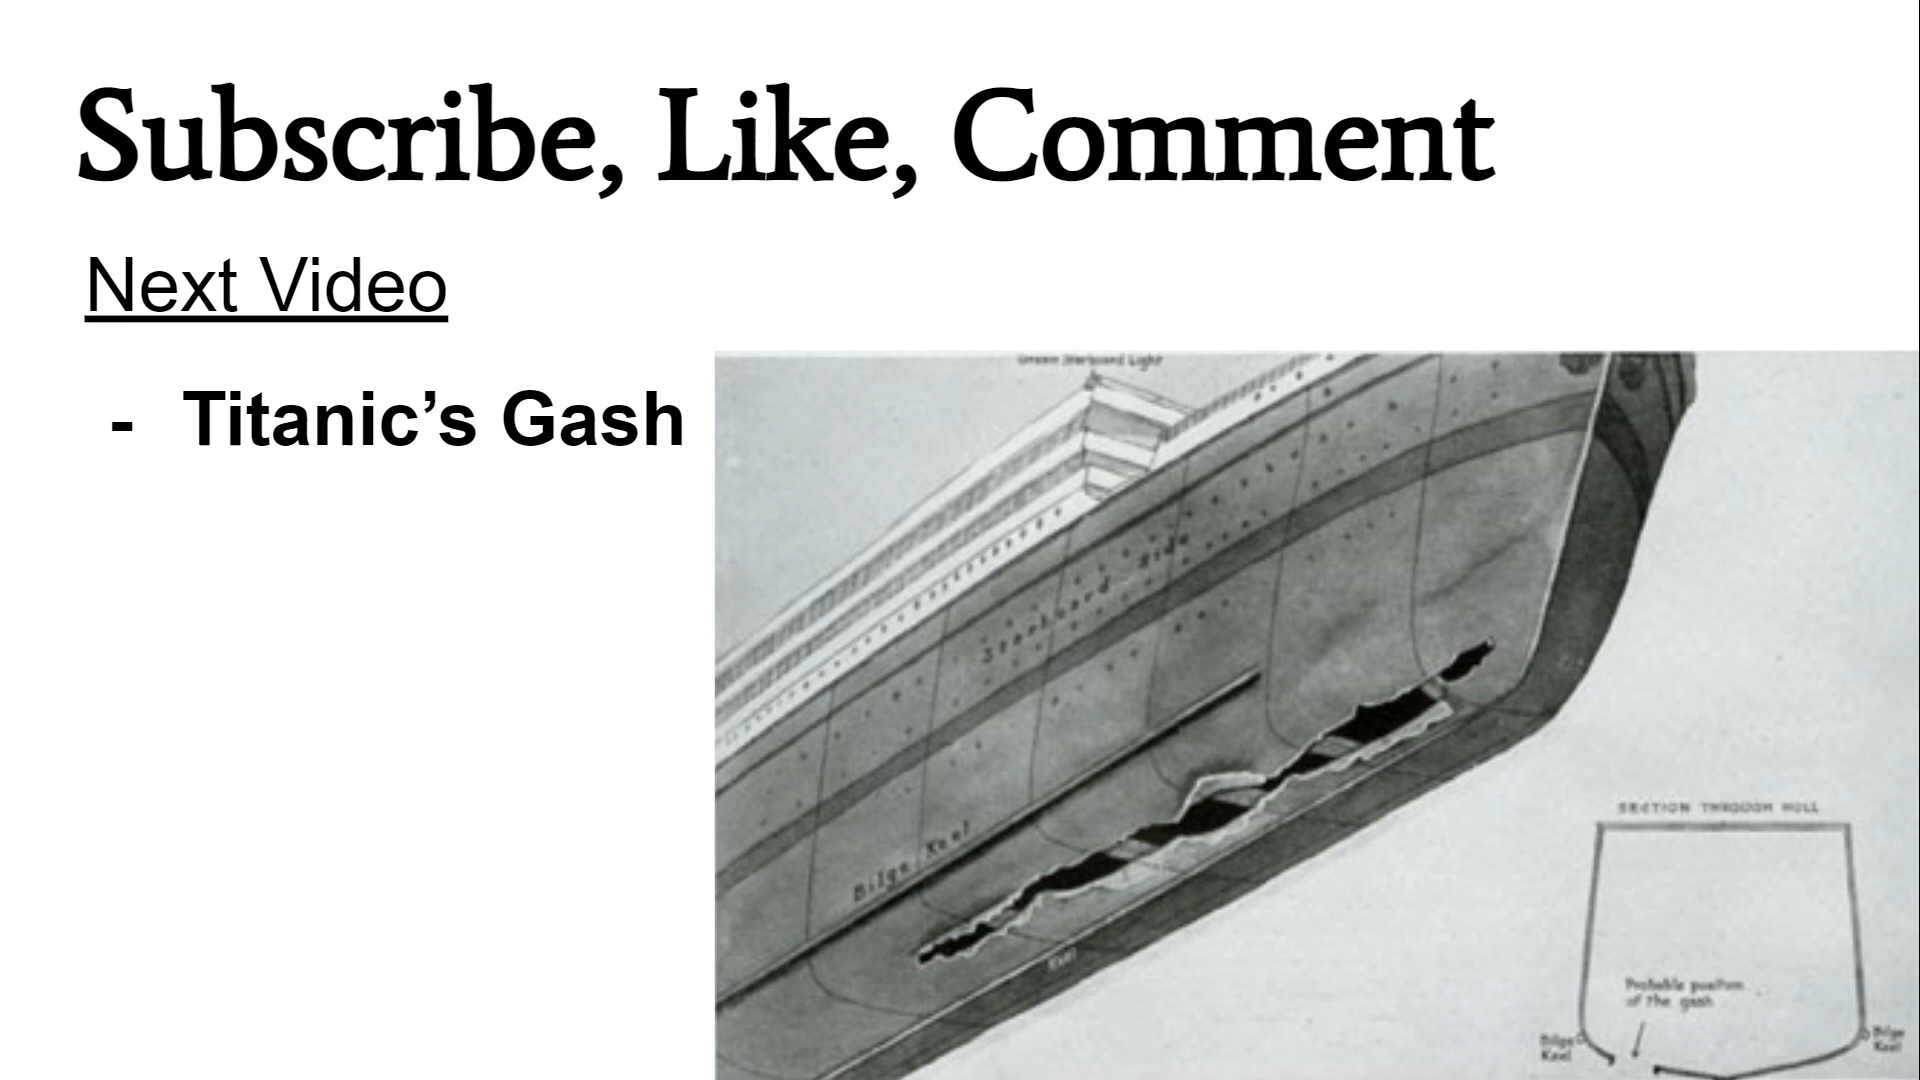 Subscribe, Like, Comment
Next Video
- Titanic’s Gash
Green Starboard Light
Starboard Side
Bilge Keel
Keel
SECTION THROUGH HULL
Probable position
of the gash
Bilge
Keel
Bilge
Keel